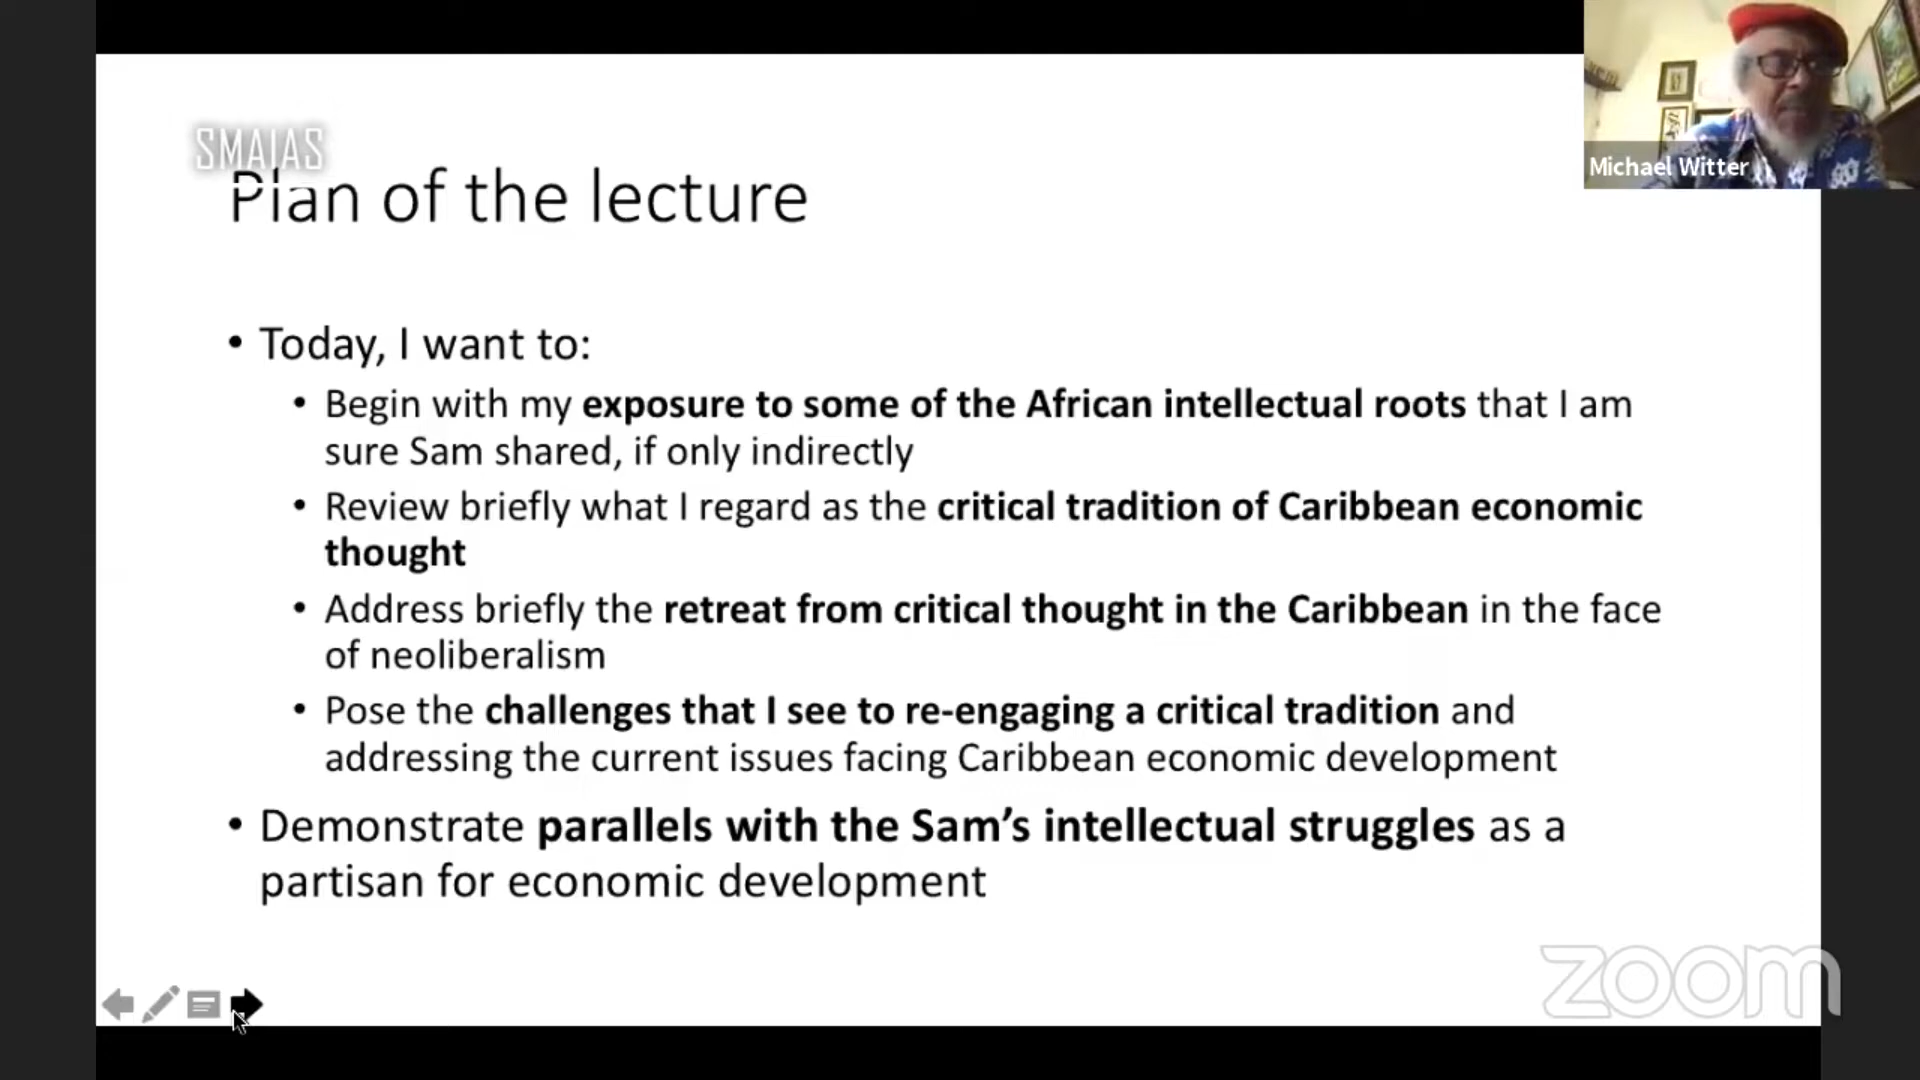 SMAIAS
Plan of the lecture
Michael Witter
• Today, I want to:
• Begin with my exposure to some of the African intellectual roots that I am
sure Sam shared, if only indirectly
• Review briefly what I regard as the critical tradition of Caribbean economic
thought
• Address briefly the retreat from critical thought in the Caribbean in the face
of neoliberalism
• Pose the challenges that I see to re-engaging a critical tradition and
addressing the current issues facing Caribbean economic development
• Demonstrate parallels with the Sam’s intellectual struggles as a
partisan for economic development
zoom